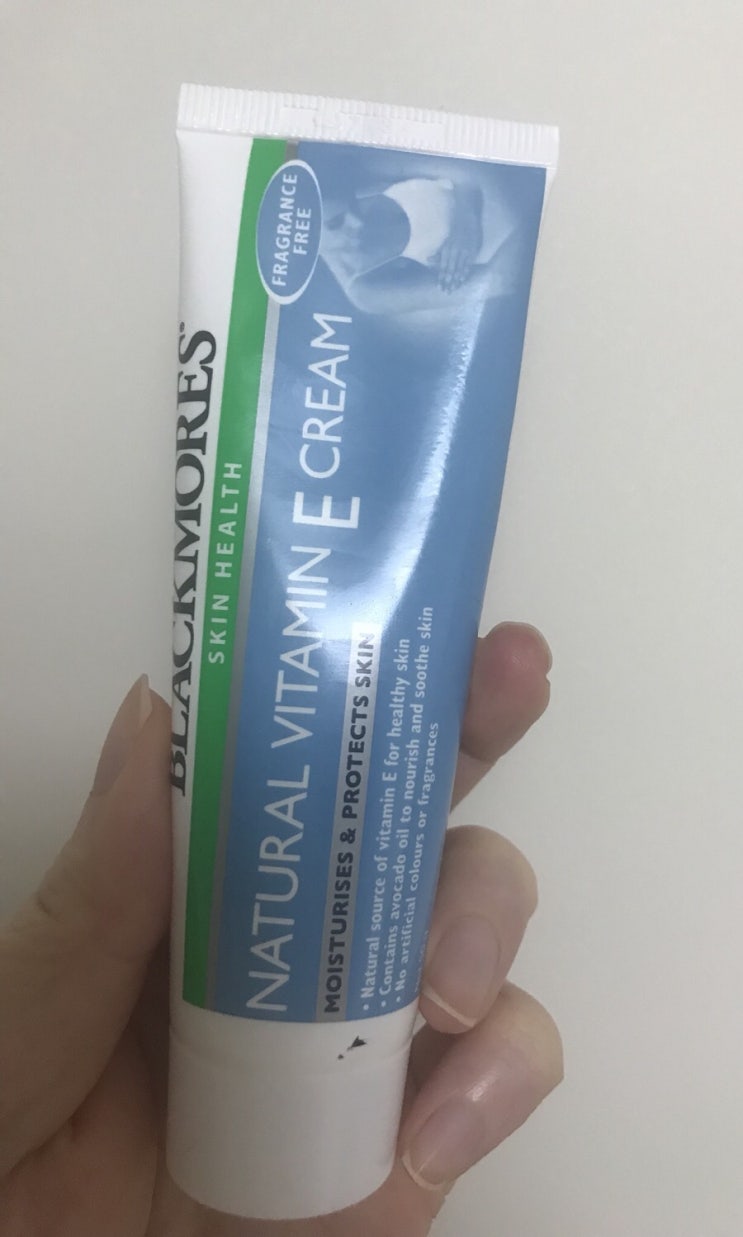 BLACKMORES®
SKIN HEALTH
FRAGRANCE
FREE
NATURAL VITAMIN E CREAM
MOISTURISES & PROTECTS SKIN
• Natural source of vitamin E for healthy skin
• Contains avocado oil to nourish and soothe skin
• No artificial colours or fragrances